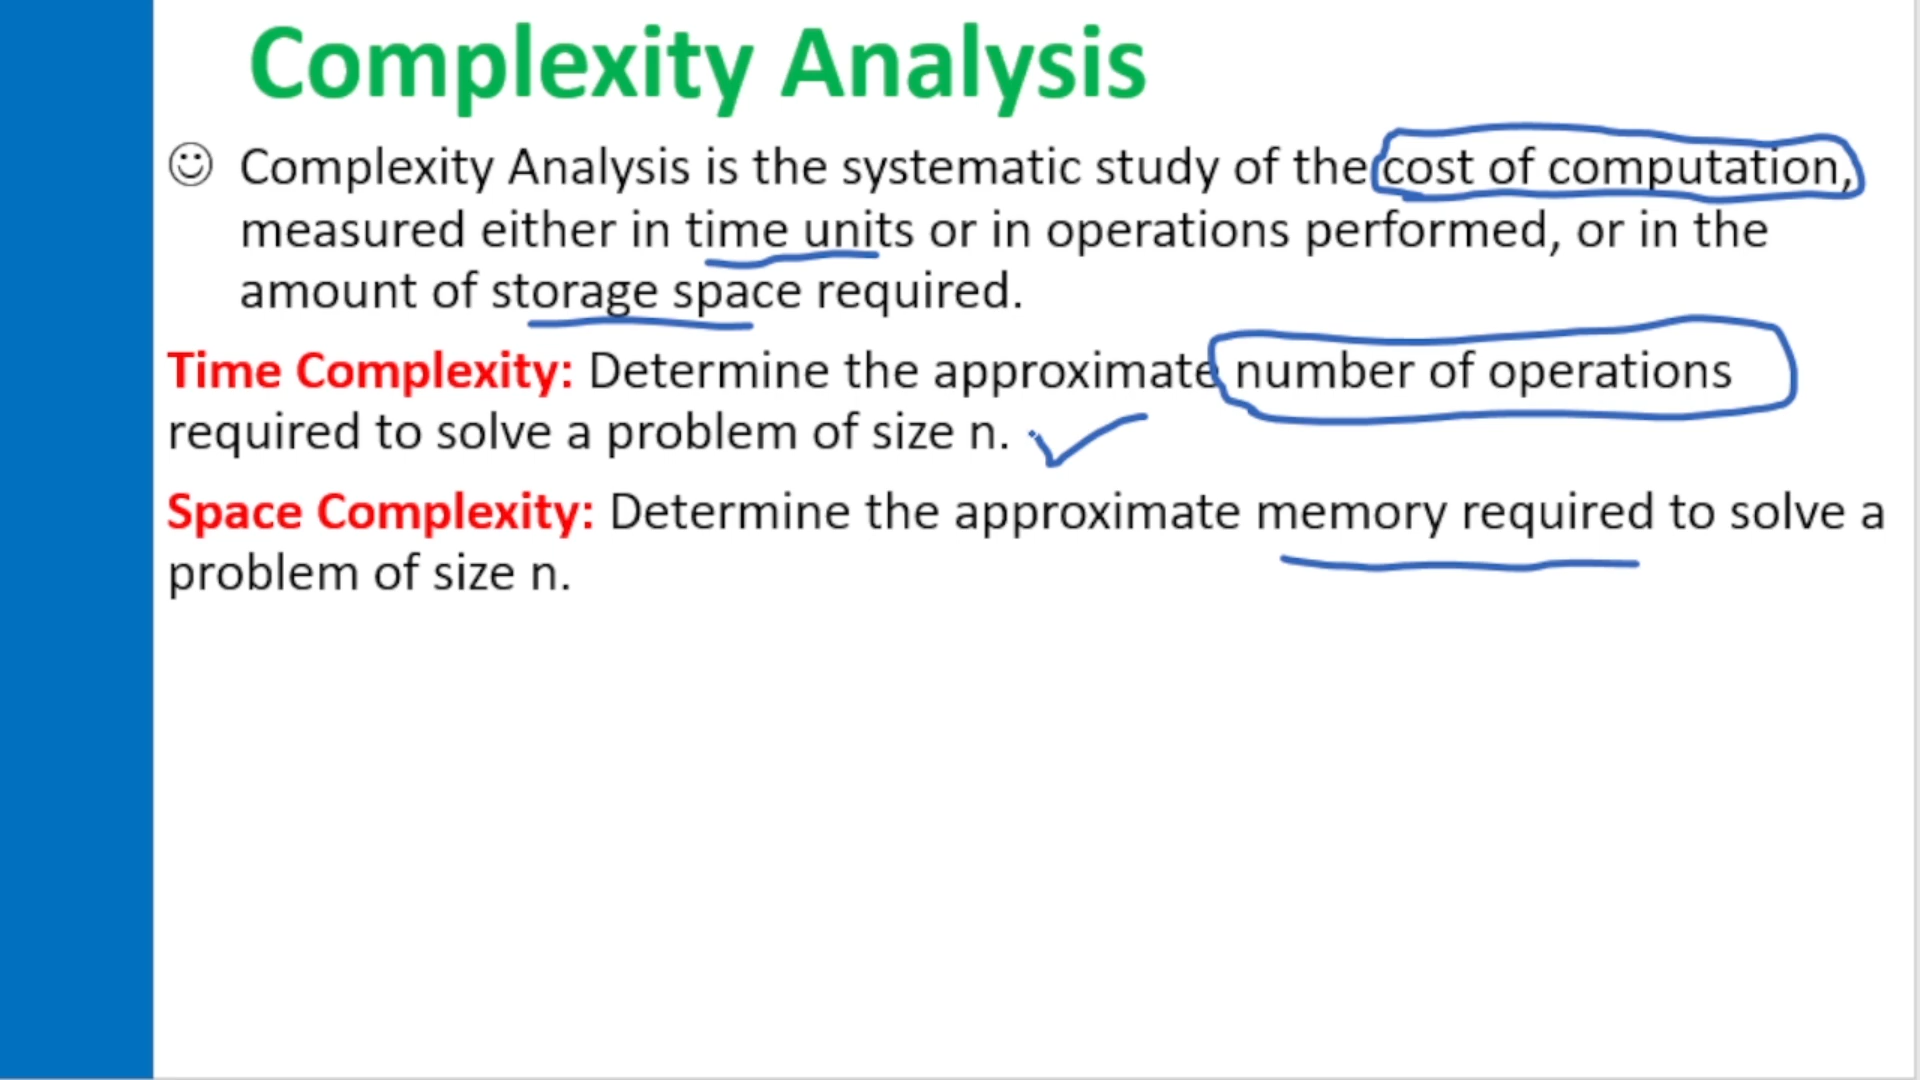 Complexity Analysis
Complexity Analysis is the systematic study of the cost of computation,
measured either in time units or in operations performed, or in the
amount of storage space required.
Time Complexity: Determine the approximate number of operations
required to solve a problem of size n.
Space Complexity: Determine the approximate memory required to solve a
problem of size n.